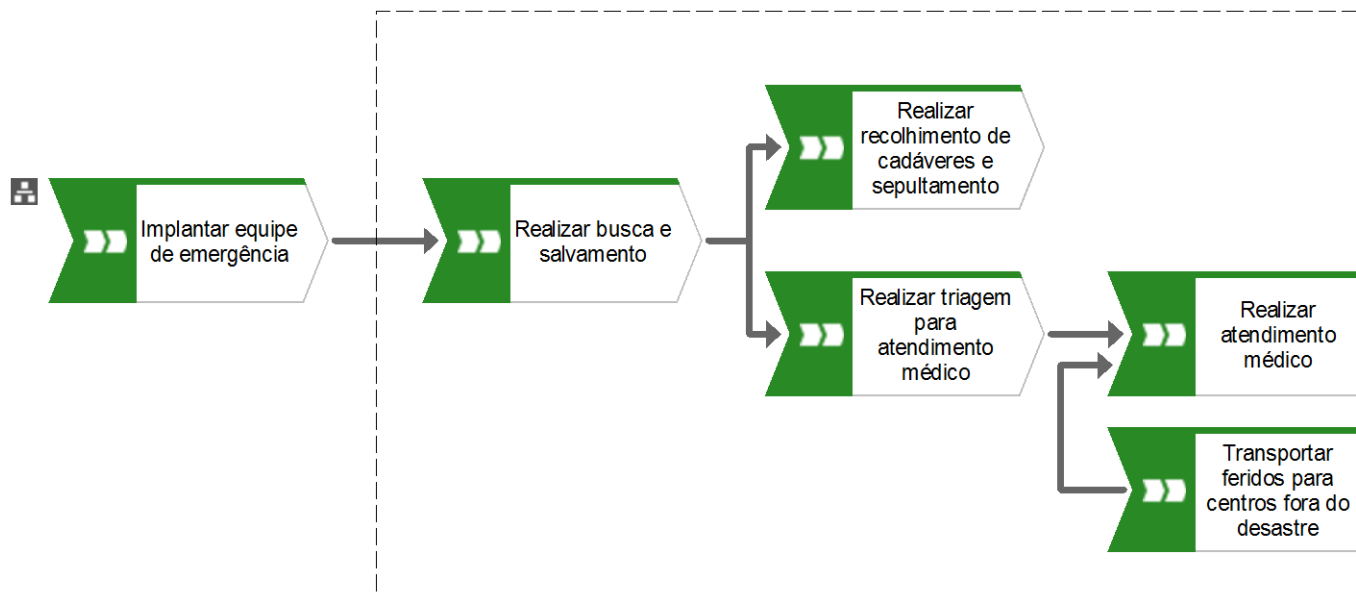 Implantar equipe
de emergência
Realizar busca e
salvamento
Realizar
recolhimento de
cadáveres e
sepultamento
Realizar triagem
para
atendimento
médico
Realizar
atendimento
médico
Transportar
feridos para
centros fora do
desastre